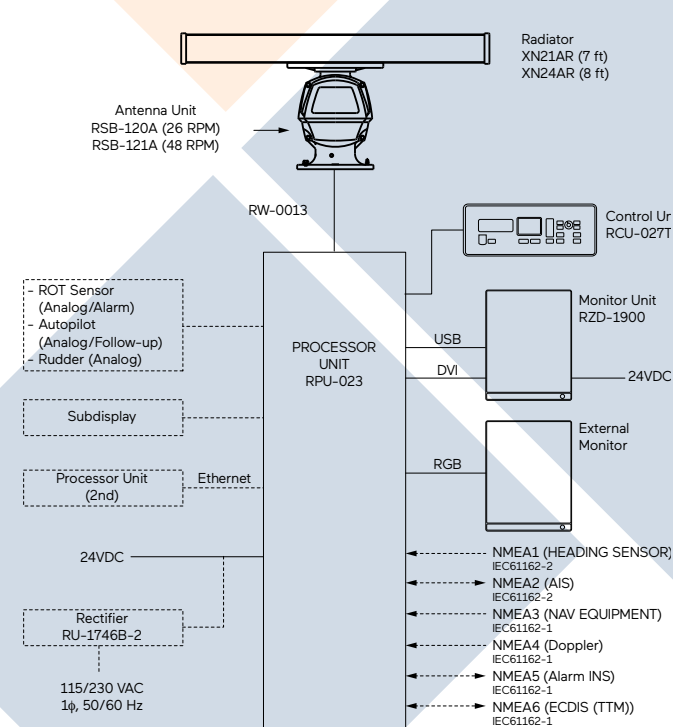 Radiator
XN21AR (7 ft)
XN24AR (8 ft)
Antenna Unit
RSB-120A (26 RPM)
RSB-121A (48 RPM)
RW-0013
Control Un
RCU-027T
- ROT Sensor
(Analog/Alarm)
- Autopilot
(Analog/Follow-up)
- Rudder (Analog)
PROCESSOR
UNIT
RPU-023
Monitor Unit
RZD-1900
USB
DVI
24VDC
Subdisplay
External
Monitor
RGB
Processor Unit
(2nd)
Ethernet
24VDC
NMEA1 (HEADING SENSOR)
IEC61162-2
NMEA2 (AIS)
IEC61162-2
NMEA3 (NAV EQUIPMENT)
IEC61162-1
NMEA4 (Doppler)
IEC61162-1
NMEA5 (Alarm INS)
IEC61162-1
NMEA6 (ECDIS (TTM))
IEC61162-1
Rectifier
RU-1746B-2
115/230 VAC
1ϕ, 50/60 Hz